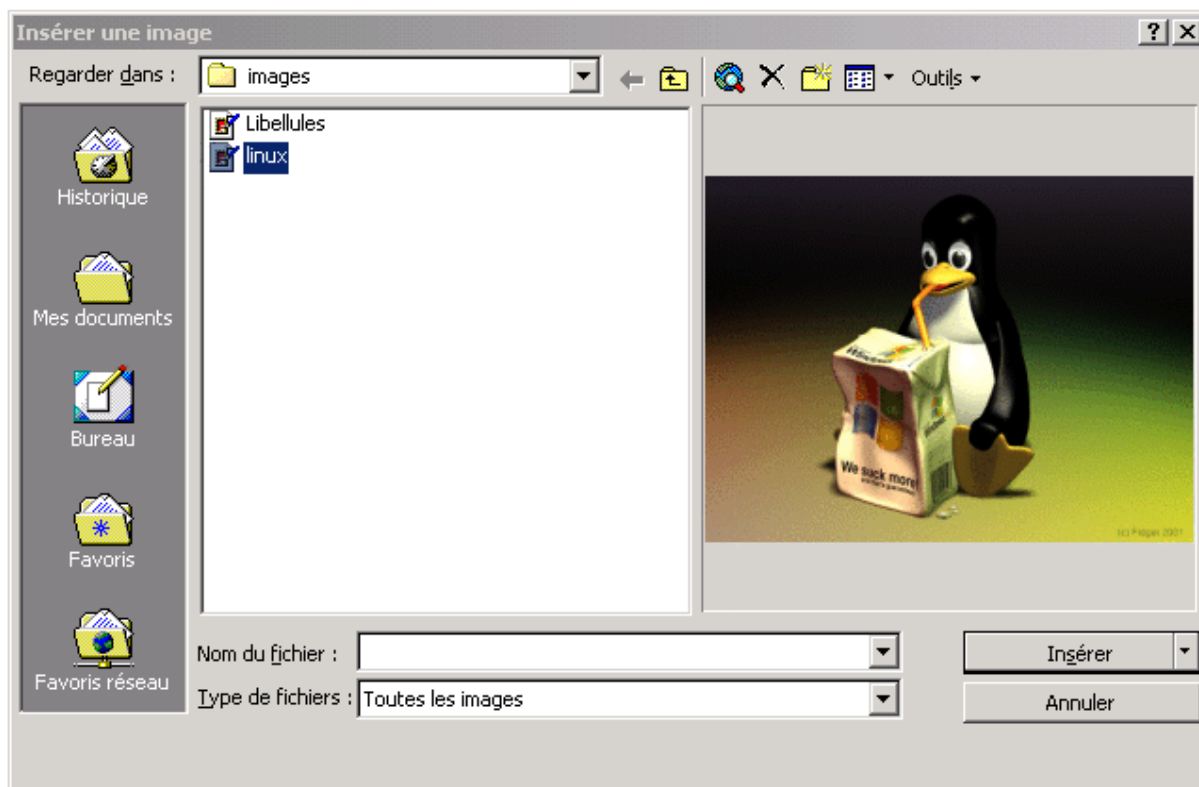 Insérer une image
Regarder dans :
images
Outils
Historique
Mes documents
Bureau
Favoris
Favoris réseau
Libellules
linux
Windows
We suck more!
Nom du fichier :
Insérer
Type de fichiers :
Toutes les images
Annuler